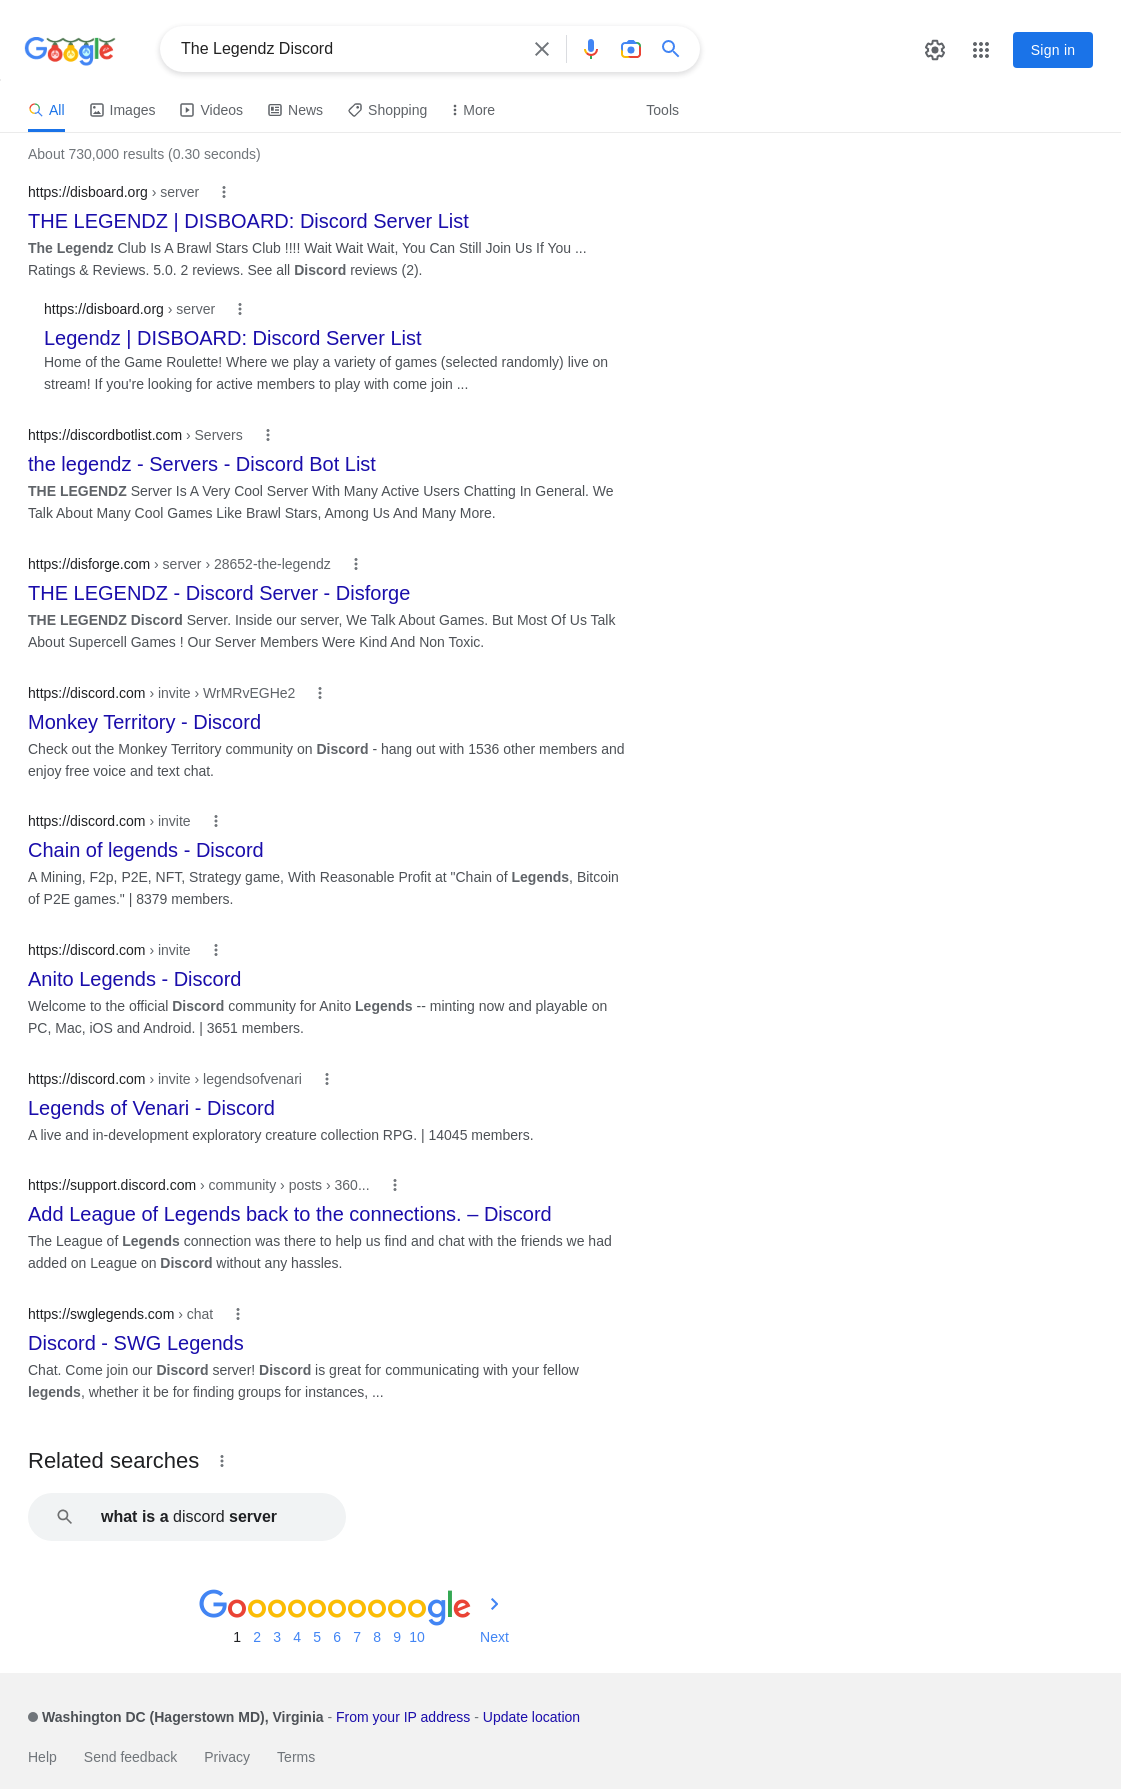 Google
The Legendz Discord
Sign in
All Images Videos News Shopping More Tools
About 730,000 results (0.30 seconds)
https://disboard.org › server
THE LEGENDZ | DISBOARD: Discord Server List
The Legendz Club Is A Brawl Stars Club !!!! Wait Wait Wait, You Can Still Join Us If You ...
Ratings & Reviews. 5.0. 2 reviews. See all Discord reviews (2).
https://disboard.org › server
Legendz | DISBOARD: Discord Server List
Home of the Game Roulette! Where we play a variety of games (selected randomly) live on
stream! If you're looking for active members to play with come join ...
https://discordbotlist.com › Servers
the legendz - Servers - Discord Bot List
THE LEGENDZ Server Is A Very Cool Server With Many Active Users Chatting In General. We
Talk About Many Cool Games Like Brawl Stars, Among Us And Many More.
https://disforge.com › server › 28652-the-legendz
THE LEGENDZ - Discord Server - Disforge
THE LEGENDZ Discord Server. Inside our server, We Talk About Games. But Most Of Us Talk
About Supercell Games ! Our Server Members Were Kind And Non Toxic.
https://discord.com › invite › WrMRvEGHe2
Monkey Territory - Discord
Check out the Monkey Territory community on Discord - hang out with 1536 other members and
enjoy free voice and text chat.
https://discord.com › invite
Chain of legends - Discord
A Mining, F2p, P2E, NFT, Strategy game, With Reasonable Profit at "Chain of Legends, Bitcoin
of P2E games." | 8379 members.
https://discord.com › invite
Anito Legends - Discord
Welcome to the official Discord community for Anito Legends -- minting now and playable on
PC, Mac, iOS and Android. | 3651 members.
https://discord.com › invite › legendsofvenari
Legends of Venari - Discord
A live and in-development exploratory creature collection RPG. | 14045 members.
https://support.discord.com › community › posts › 360...
Add League of Legends back to the connections. – Discord
The League of Legends connection was there to help us find and chat with the friends we had
added on League on Discord without any hassles.
https://swglegends.com › chat
Discord - SWG Legends
Chat. Come join our Discord server! Discord is great for communicating with your fellow
legends, whether it be for finding groups for instances, ...
Related searches
what is a discord server
Goooooooooogle
1 2 3 4 5 6 7 8 9 10 Next
Washington DC (Hagerstown MD), Virginia - From your IP address - Update location
Help Send feedback Privacy Terms